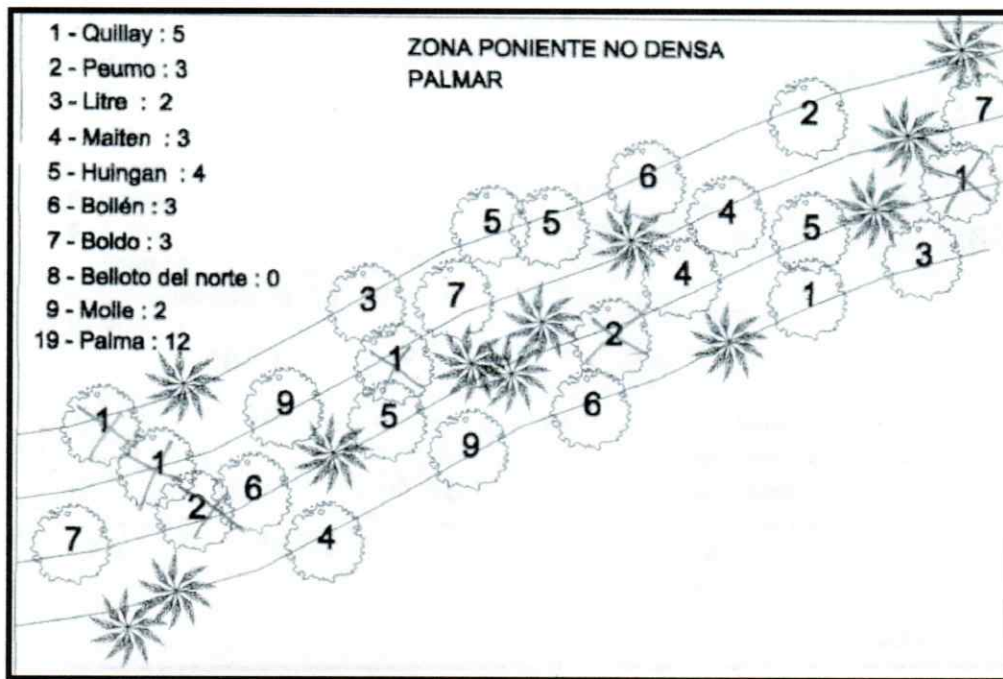 1 - Quillay : 5
2 - Peumo : 3
3 - Litre : 2
4 - Maiten : 3
5 - Huingan : 4
6 - Bollén : 3
7 - Boldo : 3
8 - Belloto del norte : 0
9 - Molle : 2
19 - Palma : 12
ZONA PONIENTE NO DENSA
PALMAR
2
7
6
1
5
5
4
5
3
3
7
4
1
1
2
9
5
6
1
9
1
6
2
7
4